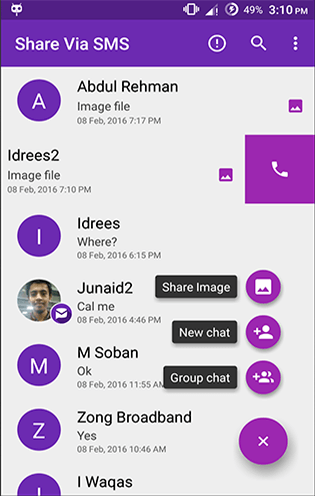 49% 3:10 PM
Share Via SMS
A
Abdul Rehman
Image file
08 Feb, 2016 7:17 PM
Idrees2
Image file
08 Feb, 2016 7:10 PM
I
Idrees
Where?
08 Feb, 2016 6:15 PM
Junaid2
Cal me
08 Feb, 2016 4:46 PM
Share Image
New chat
M
M Soban
Ok
08 Feb, 2016 11:55 AM
Group chat
Z
Zong Broadband
Yes
08 Feb, 2016 10:46 AM
I
I Waqas